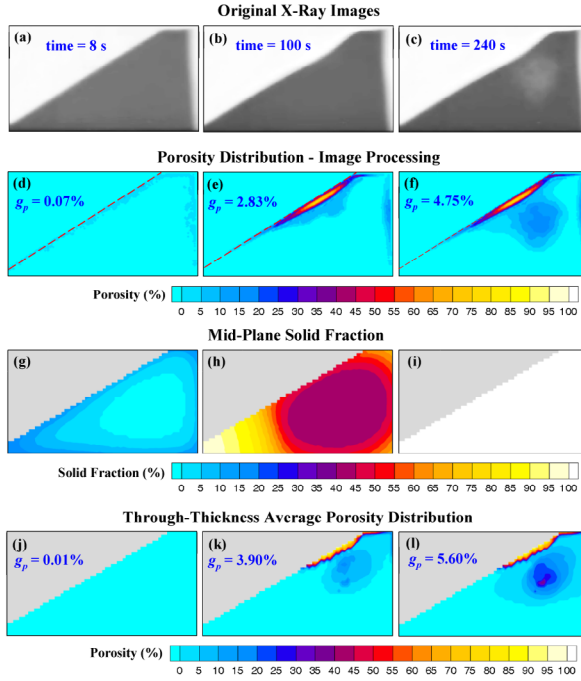 Original X-Ray Images
(a) time = 8 s (b) time = 100 s (c) time = 240 s
Porosity Distribution - Image Processing
(d) (e) (f)
gp = 0.07% gp = 2.83% gp = 4.75%
Porosity (%)
0 5 10 15 20 25 30 35 40 45 50 55 60 65 70 75 80 85 90 95 100
Mid-Plane Solid Fraction
(g) (h) (i)
Solid Fraction (%)
0 5 10 15 20 25 30 35 40 45 50 55 60 65 70 75 80 85 90 95 100
Through-Thickness Average Porosity Distribution
(j) (k) (l)
gp = 0.01% gp = 3.90% gp = 5.60%
Porosity (%)
0 5 10 15 20 25 30 35 40 45 50 55 60 65 70 75 80 85 90 95 100